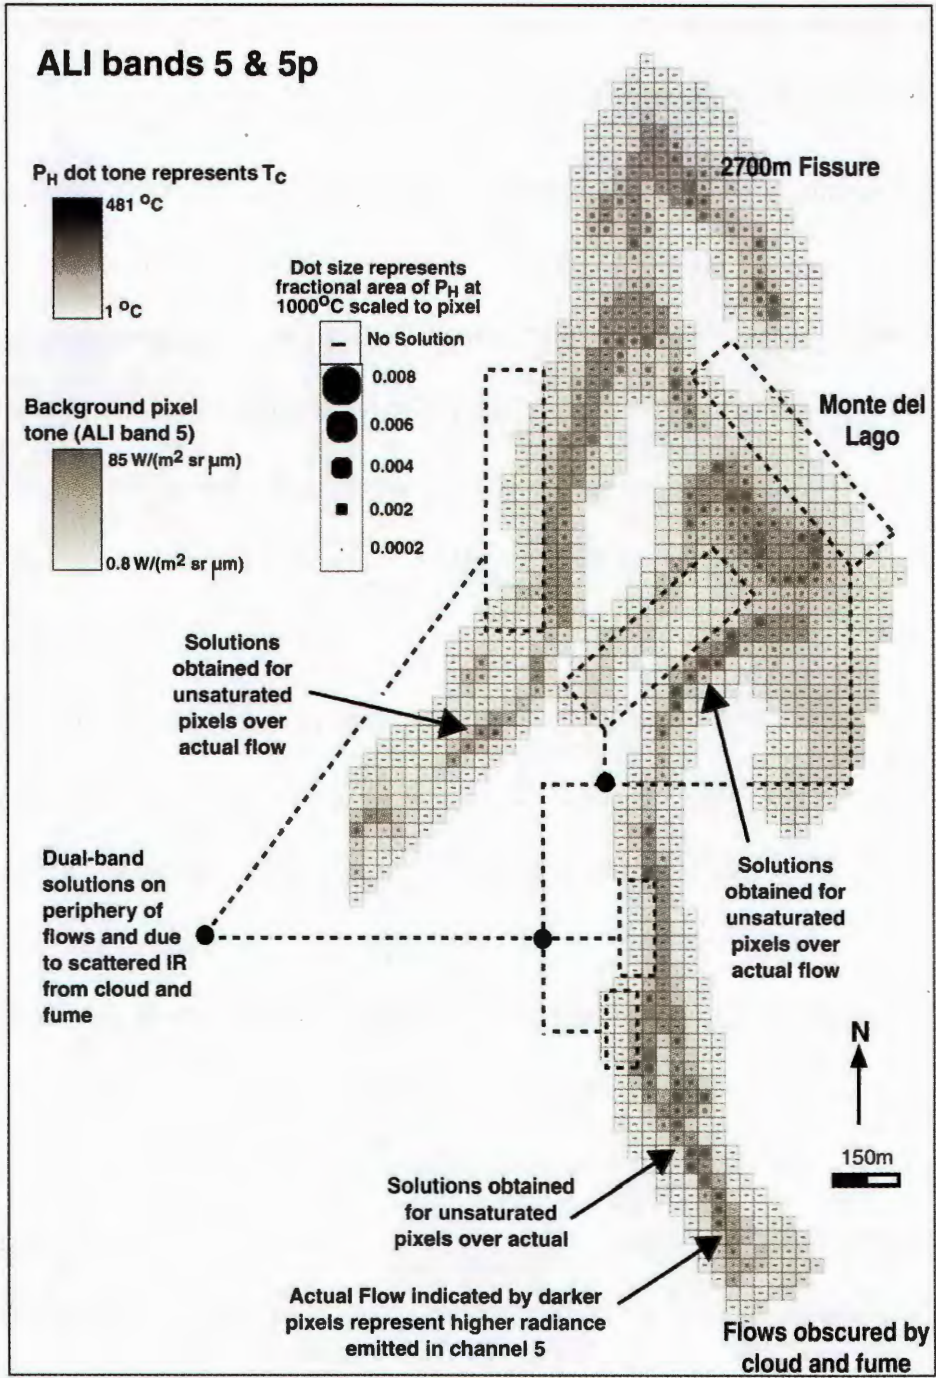 ALI bands 5 & 5p
P_H dot tone represents T_C
481 °C
1 °C
2700m Fissure
Dot size represents
fractional area of P_H at
1000°C scaled to pixel
No Solution
0.008
0.006
0.004
0.002
0.0002
Background pixel
tone (ALI band 5)
85 W/(m² sr µm)
0.8 W/(m² sr µm)
Monte del
Lago
Solutions
obtained for
unsaturated
pixels over
actual flow
Dual-band
solutions on
periphery of
flows and due
to scattered IR
from cloud and
fume
Solutions
obtained for
unsaturated
pixels over
actual flow
N
150m
Solutions obtained
for unsaturated
pixels over actual
Actual Flow indicated by darker
pixels represent higher radiance
emitted in channel 5
Flows obscured by
cloud and fume